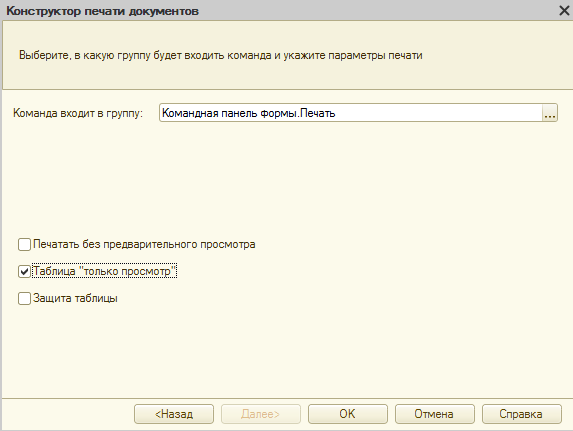 Конструктор печати документов
Выберите, в какую группу будет входить команда и укажите параметры печати
Команда входит в группу: Командная панель формы.Печать ...
Печатать без предварительного просмотра
Таблица "только просмотр"
Защита таблицы
<Назад Далее> OK Отмена Справка